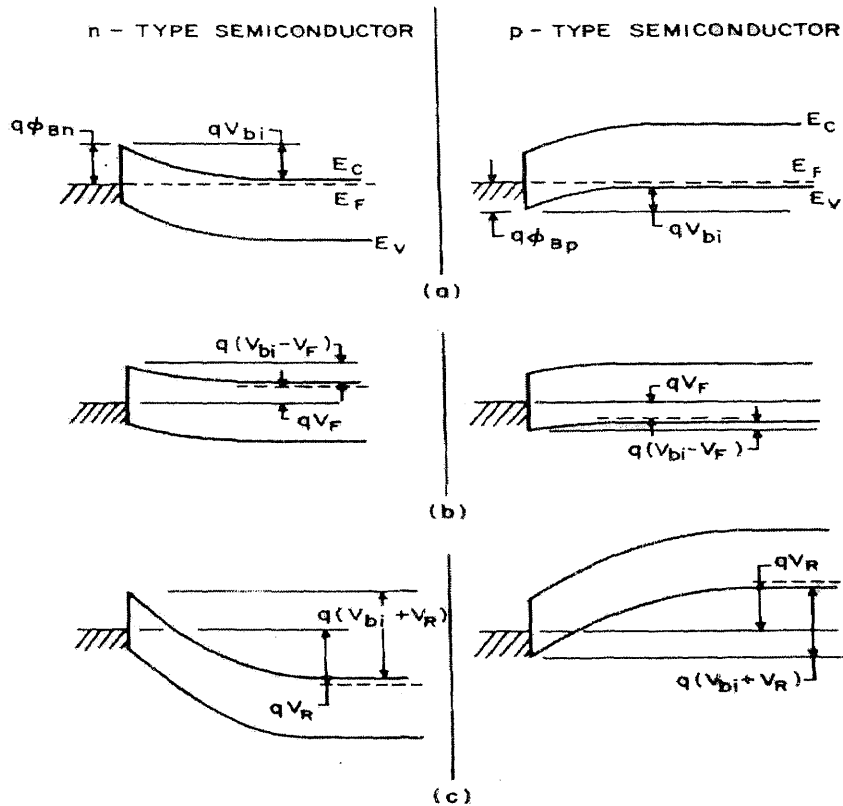 n - TYPE SEMICONDUCTOR
p - TYPE SEMICONDUCTOR
qϕBn
qVbi
EC
EF
EV
EC
EF
EV
qϕBp
qVbi
(a)
q(Vbi-VF)
qVF
qVF
q(Vbi-VF)
(b)
q(Vbi+VR)
qVR
qVR
q(Vbi+VR)
(c)